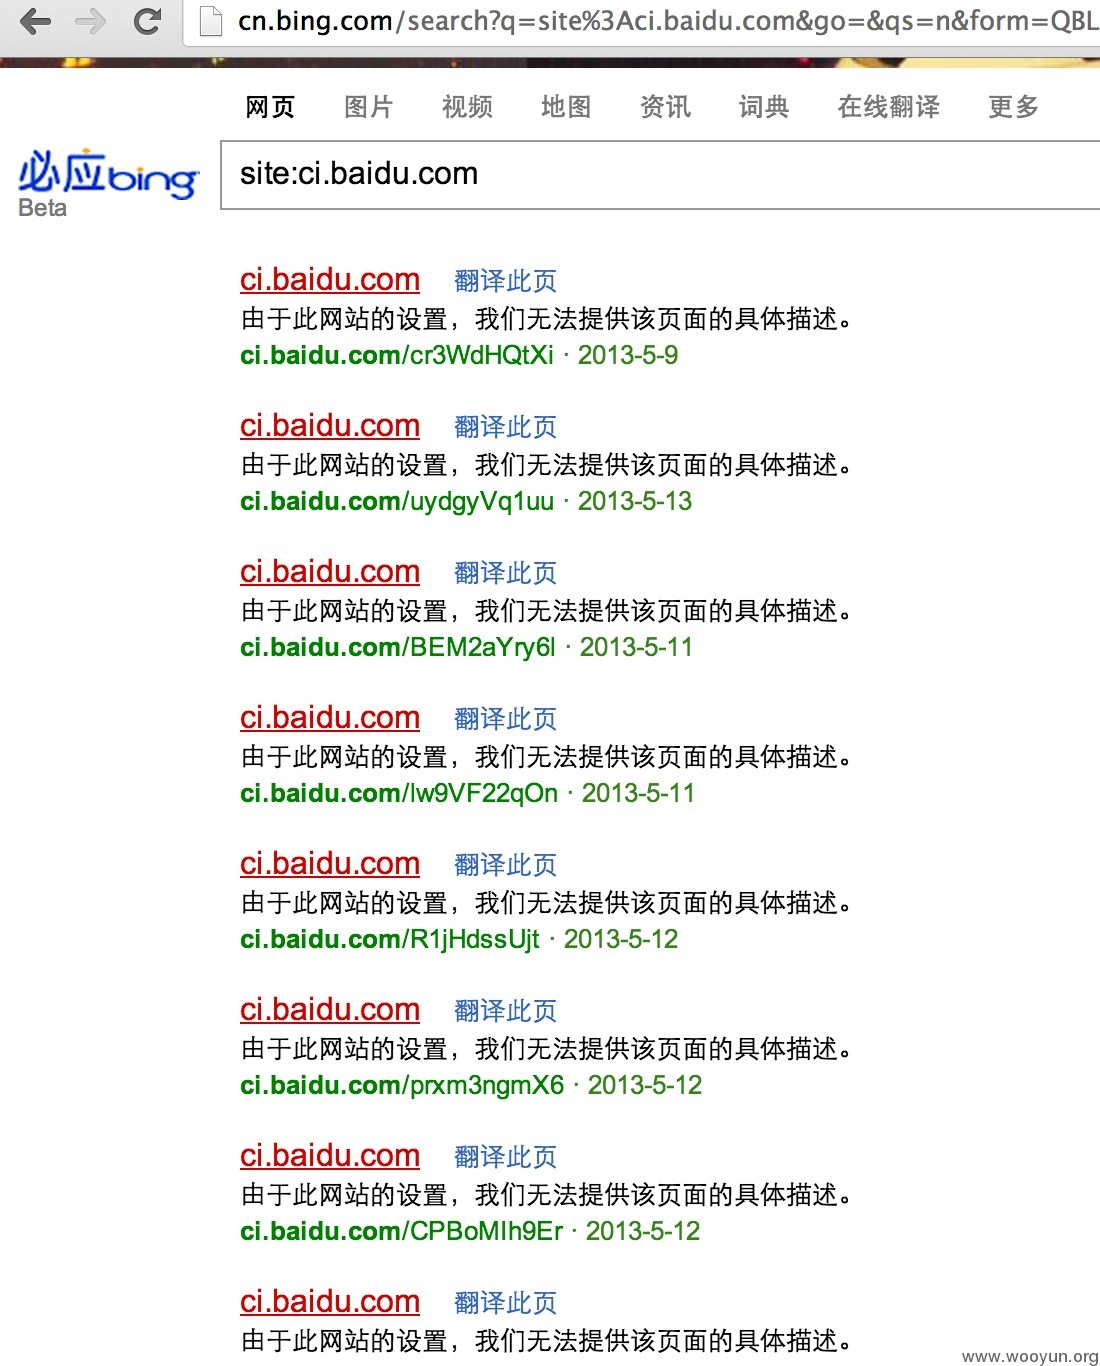 cn.bing.com/search?q=site%3Aci.baidu.com&go=&qs=n&form=QBL
网页 图片 视频 地图 资讯 词典 在线翻译 更多
必应bing
Beta
site:ci.baidu.com
ci.baidu.com 翻译此页
由于此网站的设置，我们无法提供该页面的具体描述。
ci.baidu.com/cr3WdHQtXi · 2013-5-9
ci.baidu.com 翻译此页
由于此网站的设置，我们无法提供该页面的具体描述。
ci.baidu.com/uydgyVq1uu · 2013-5-13
ci.baidu.com 翻译此页
由于此网站的设置，我们无法提供该页面的具体描述。
ci.baidu.com/BEM2aYry6l · 2013-5-11
ci.baidu.com 翻译此页
由于此网站的设置，我们无法提供该页面的具体描述。
ci.baidu.com/lw9VF22qOn · 2013-5-11
ci.baidu.com 翻译此页
由于此网站的设置，我们无法提供该页面的具体描述。
ci.baidu.com/R1jHdssUjt · 2013-5-12
ci.baidu.com 翻译此页
由于此网站的设置，我们无法提供该页面的具体描述。
ci.baidu.com/prxm3ngmX6 · 2013-5-12
ci.baidu.com 翻译此页
由于此网站的设置，我们无法提供该页面的具体描述。
ci.baidu.com/CPBoMIh9Er · 2013-5-12
ci.baidu.com 翻译此页
由于此网站的设置，我们无法提供该页面的具体描述。
www.wooyun.org